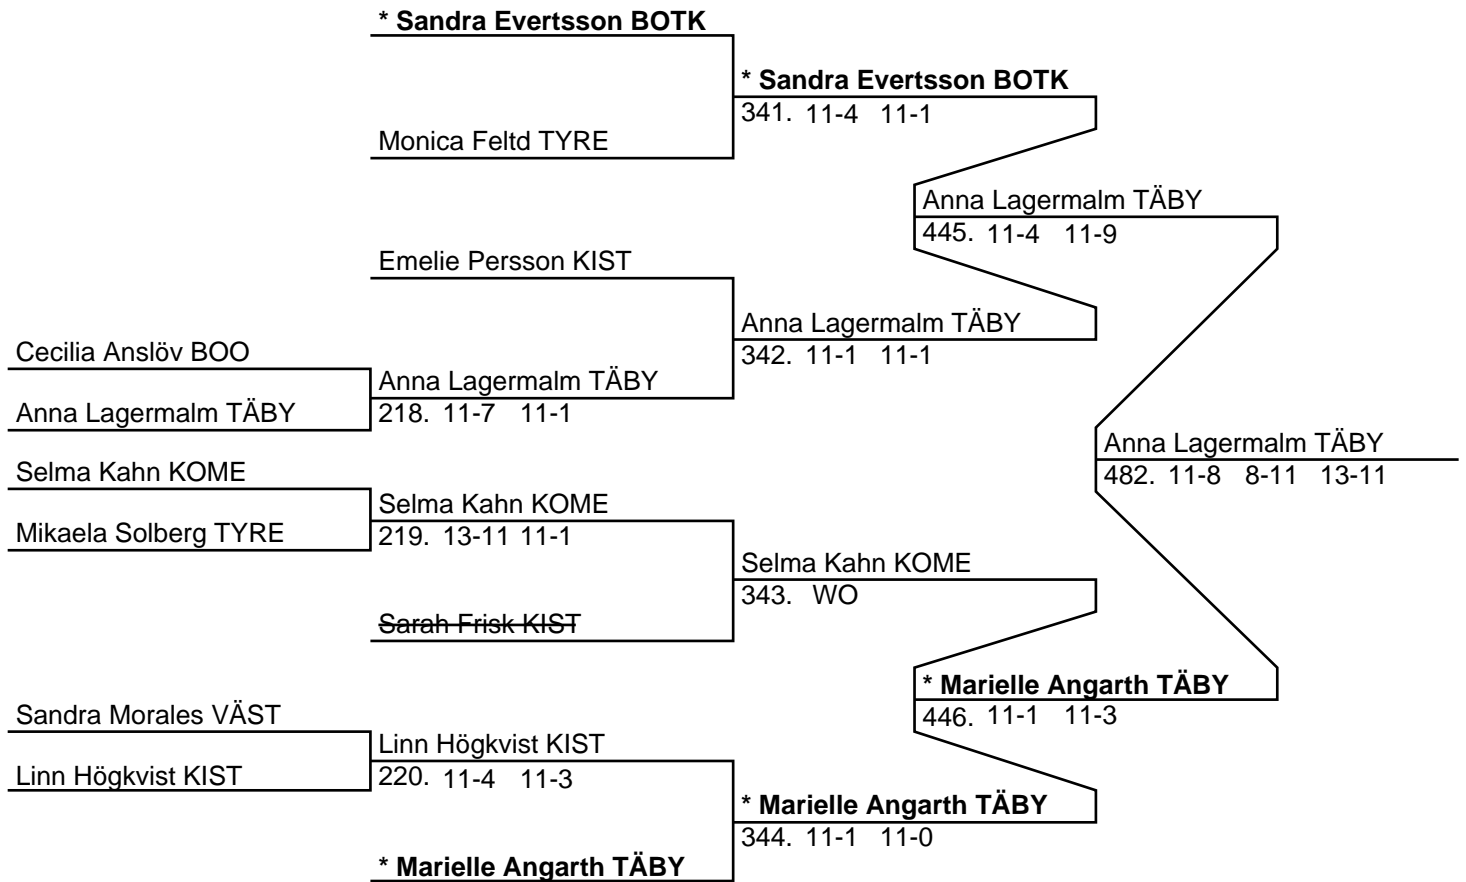 * Sandra Evertsson BOTK
* Sandra Evertsson BOTK
341. 11-4 11-1
Monica Feltd TYRE
Anna Lagermalm TÄBY
445. 11-4 11-9
Emelie Persson KIST
Anna Lagermalm TÄBY
342. 11-1 11-1
Cecilia Anslöv BOO
Anna Lagermalm TÄBY
218. 11-7 11-1
Anna Lagermalm TÄBY
Anna Lagermalm TÄBY
482. 11-8 8-11 13-11
Selma Kahn KOME
Selma Kahn KOME
219. 13-11 11-1
Mikaela Solberg TYRE
Selma Kahn KOME
343. WO
Sarah Frisk KIST
* Marielle Angarth TÄBY
446. 11-1 11-3
Sandra Morales VÄST
Linn Högkvist KIST
220. 11-4 11-3
Linn Högkvist KIST
* Marielle Angarth TÄBY
344. 11-1 11-0
* Marielle Angarth TÄBY